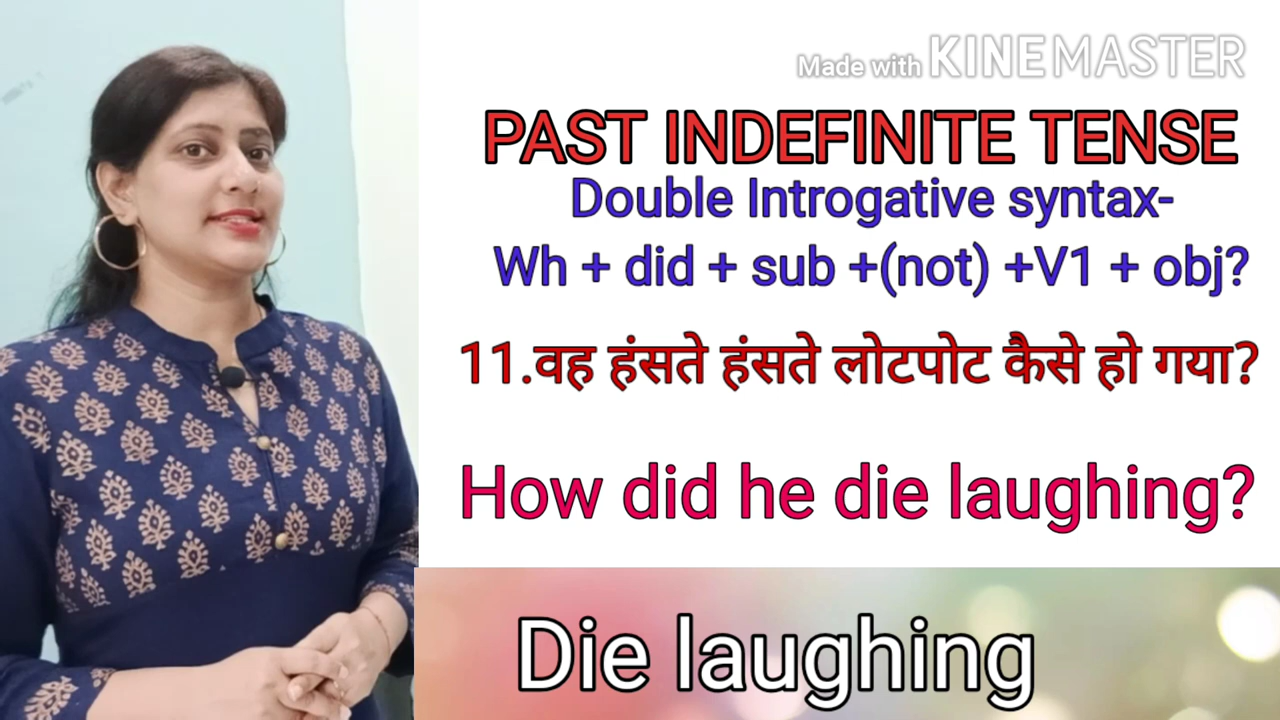 Made with KINEMASTER
PAST INDEFINITE TENSE
Double Introgative syntax-
Wh + did + sub +(not) +V1 + obj?
11.वह हंसते हंसते लोटपोट कैसे हो गया?
How did he die laughing?
Die laughing